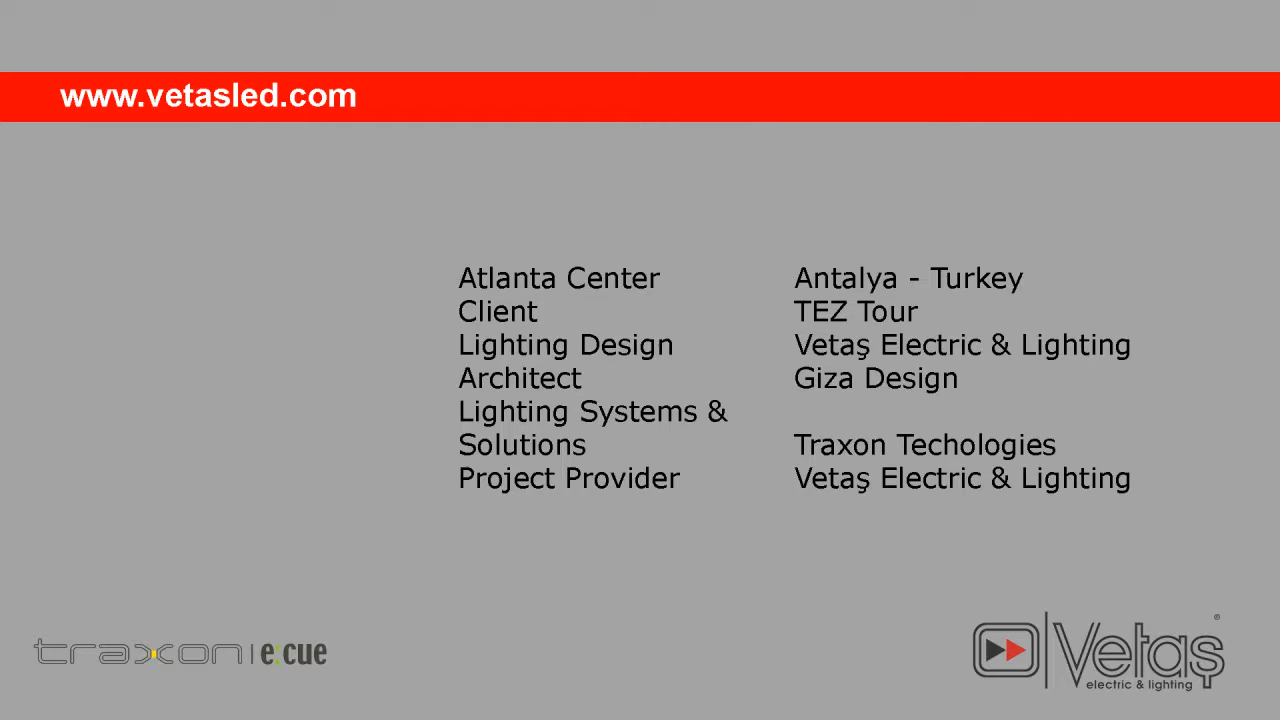 www.vetasled.com
Atlanta Center Antalya - Turkey
Client TEZ Tour
Lighting Design Vetaş Electric & Lighting
Architect Giza Design
Lighting Systems &
Solutions Traxon Techologies
Project Provider Vetaş Electric & Lighting
traxon | e:cue
Vetaş ®
electric & lighting